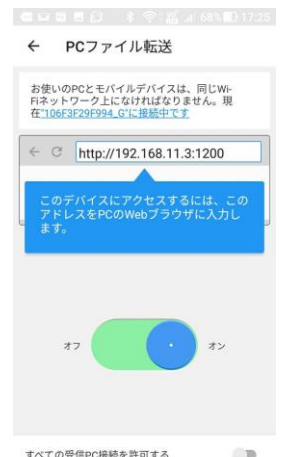 68% 17:25
← PCファイル転送
お使いのPCとモバイルデバイスは、同じWi-
Fiネットワーク上になければなりません。現
在"106F3F29F994_G"に接続中です
http://192.168.11.3:1200
このデバイスにアクセスするには、この
アドレスをPCのWebブラウザに入力し
ます。
オフ オン
すべての受信PC接続を許可する